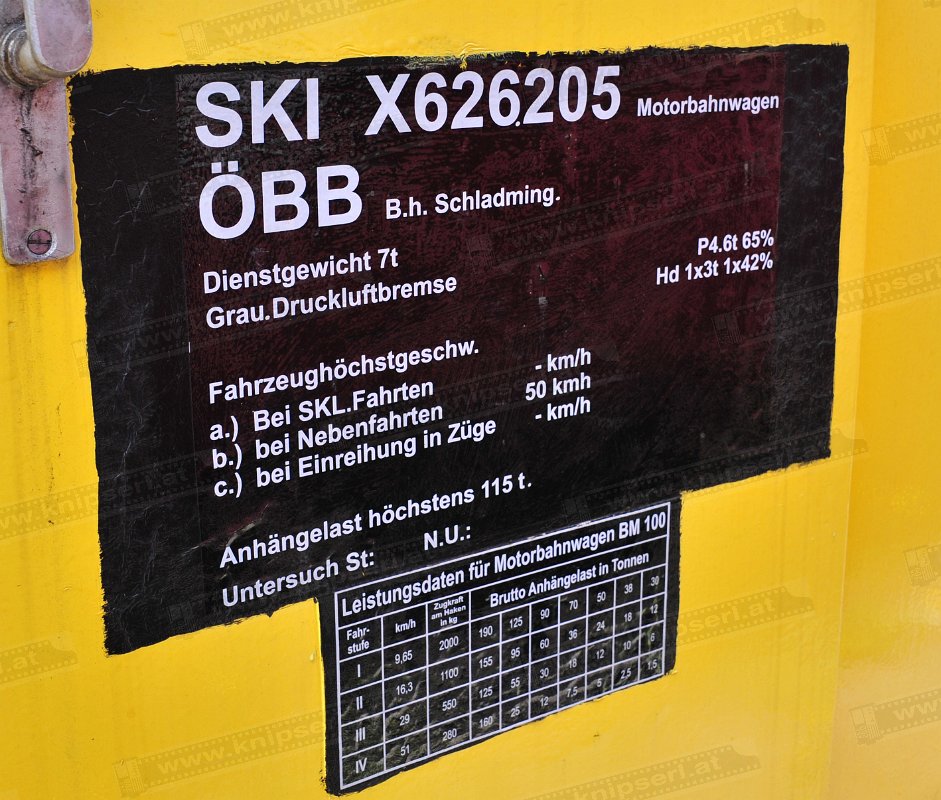 SKI X626.205 Motorbahnwagen
ÖBB B.h. Schladming.
Dienstgewicht 7t P4.6t 65%
Grau.Druckluftbremse Hd 1x3t 1x42%
Fahrzeughöchstgeschw.
a.) Bei SKL.Fahrten - km/h
b.) bei Nebenfahrten 50 kmh
c.) bei Einreihung in Züge - km/h
Anhängelast höchstens 115 t.
Untersuch St: N.U.:
Leistungsdaten für Motorbahnwagen BM 100
Fahr-
stufe
km/h
Zugkraft
am Haken
in kg
Brutto Anhängelast in Tonnen
I 9,65 2000 190 125 90 70 50 38 30
II 16,3 1100 155 95 60 36 24 18 12
III 29 550 125 55 30 18 12 10 6
IV 51 280 160 25 12 7,5 5 2,5 1,5
www.knipserl.at